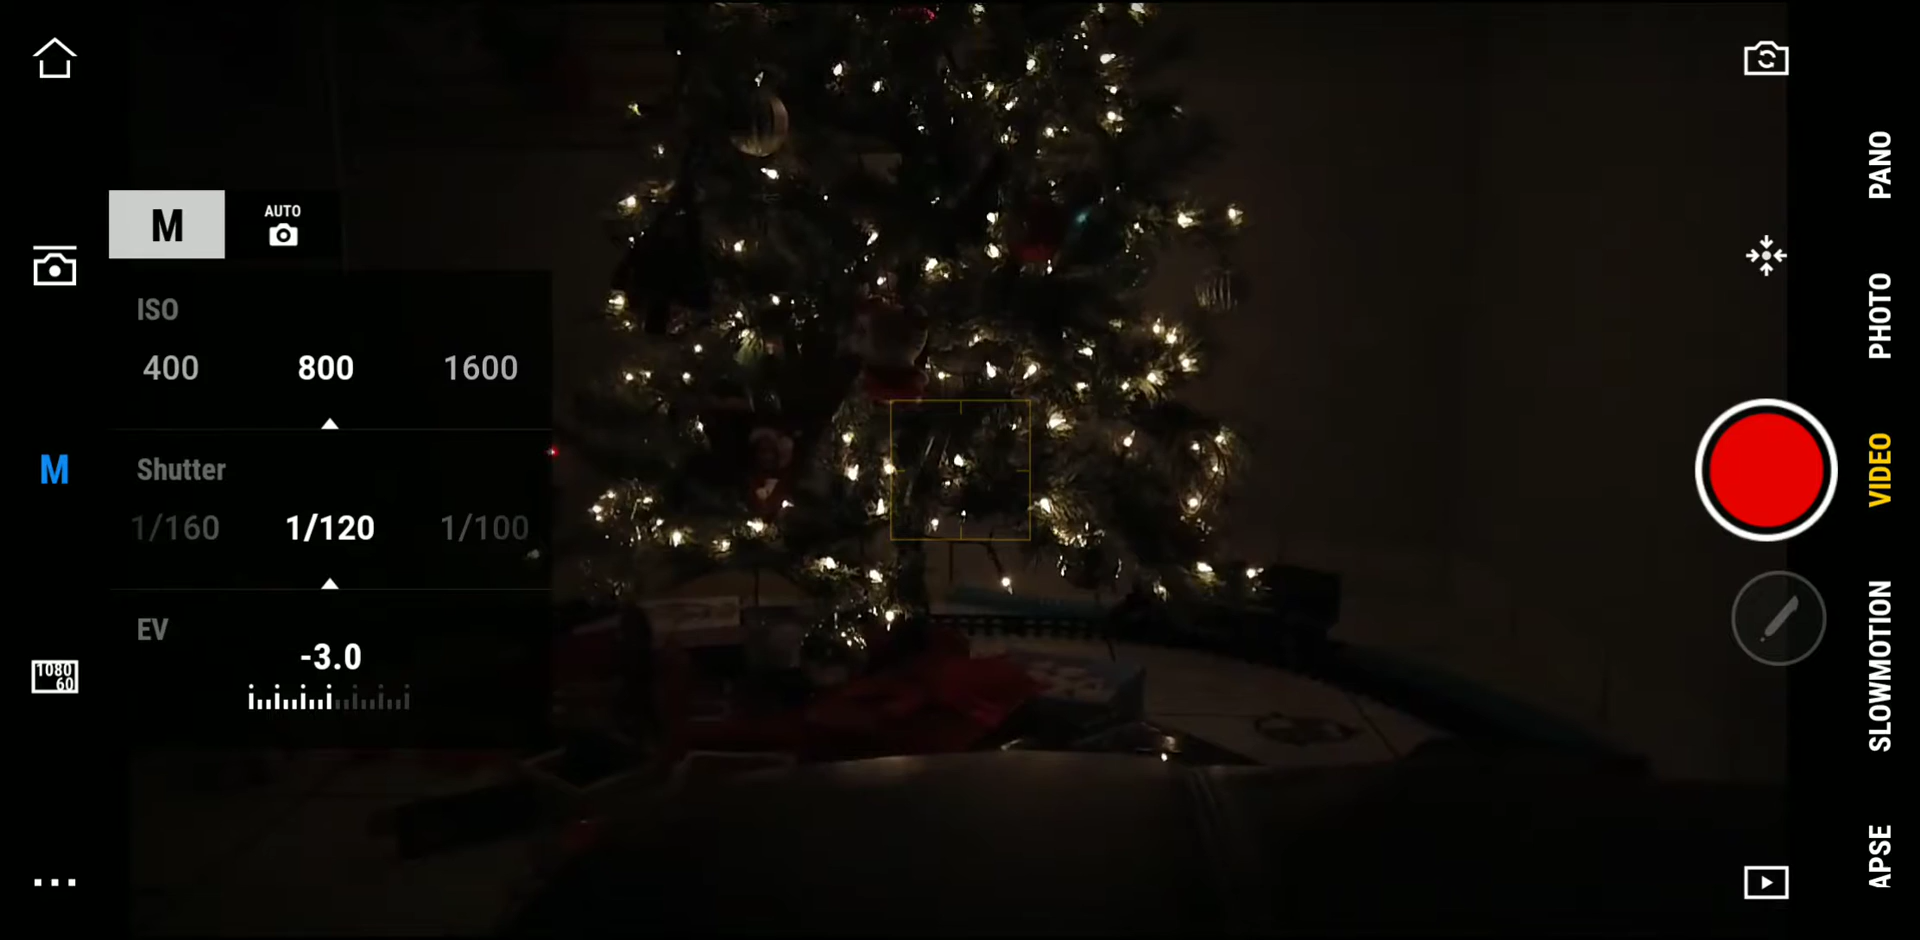 M
AUTO
ISO
400 800 1600
Shutter
1/160 1/120 1/100
EV
-3.0
M
1080
60
PANO
PHOTO
VIDEO
SLOWMOTION
APSE